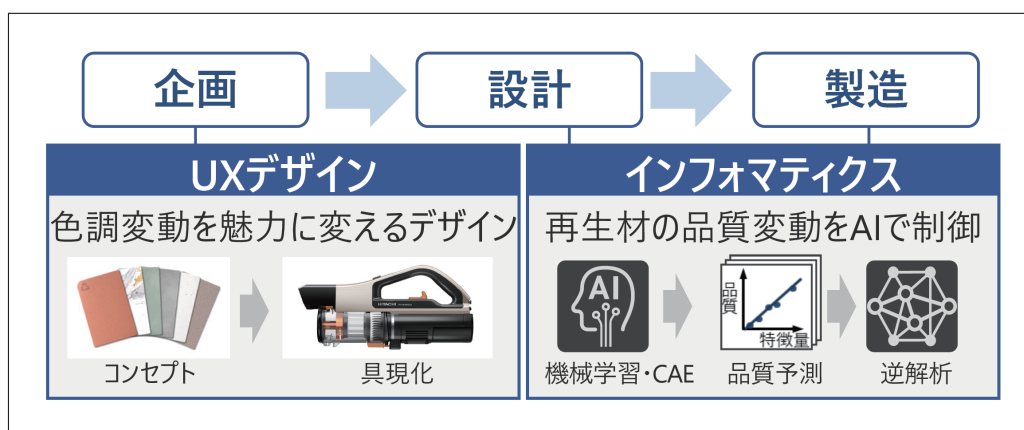 企画
設計
製造
UXデザイン
色調変動を魅力に変えるデザイン
コンセプト
HITACHI
具現化
インフォマティクス
再生材の品質変動をAIで制御
AI
機械学習・CAE
品質
特徴量
品質予測
逆解析